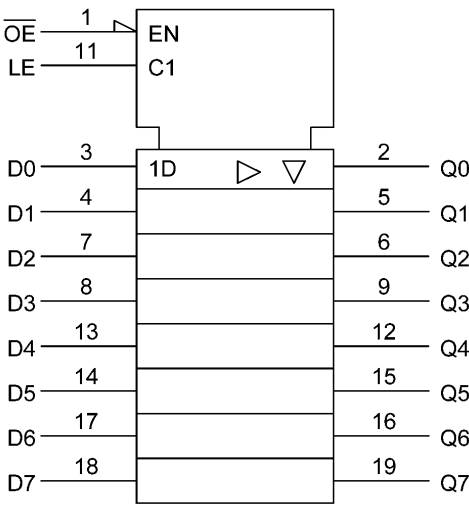 O̅E̅ 1 EN
LE 11 C1
D0 3 1D 2 Q0
D1 4 5 Q1
D2 7 6 Q2
D3 8 9 Q3
D4 13 12 Q4
D5 14 15 Q5
D6 17 16 Q6
D7 18 19 Q7